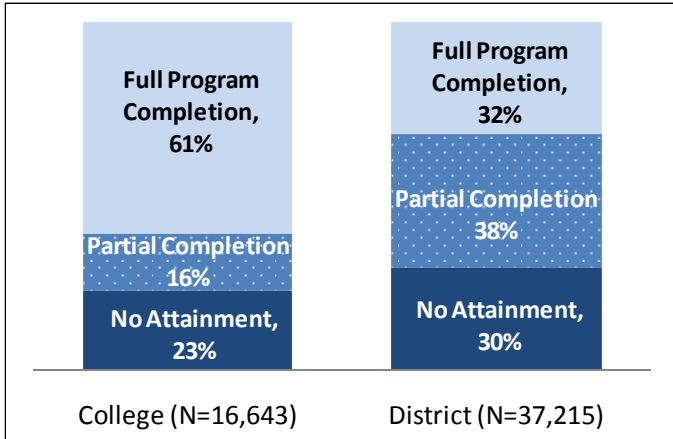 Full Program
Completion,
61%
Partial Completion
16%
No Attainment,
23%
College (N=16,643)
Full Program
Completion,
32%
Partial Completion
38%
No Attainment,
30%
District (N=37,215)